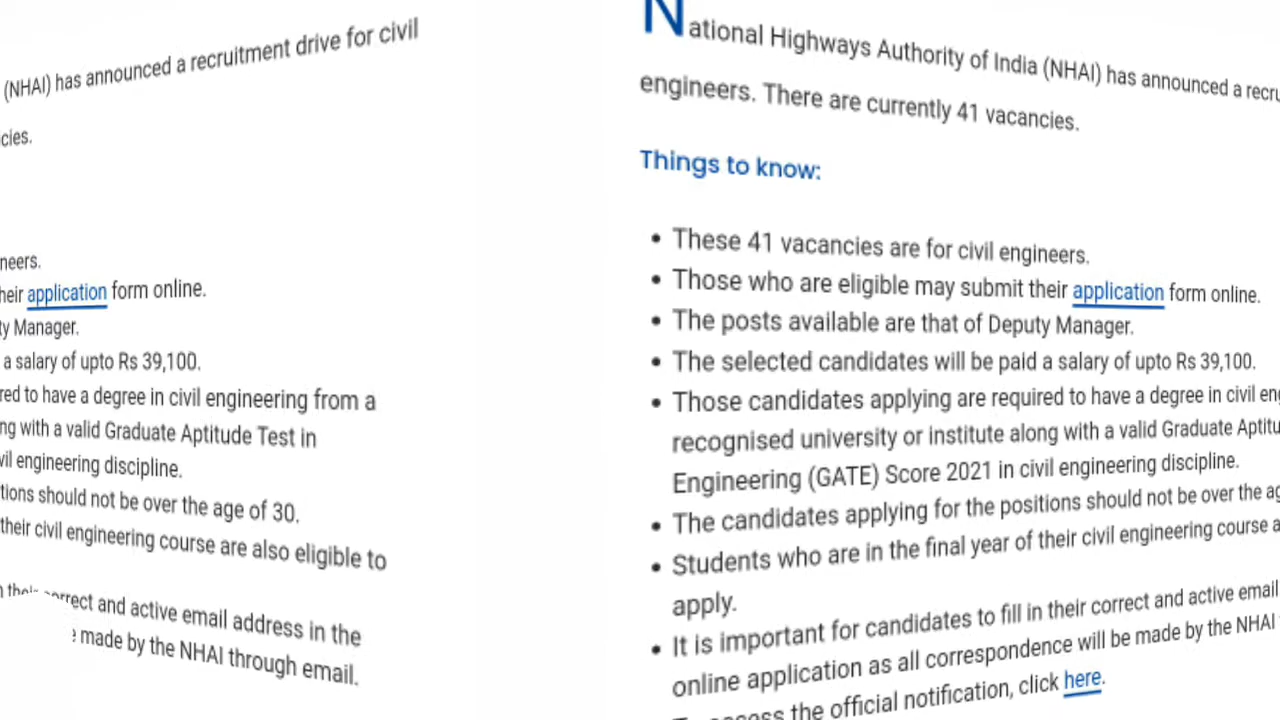 (NHAI) has announced a recruitment drive for civil
cies.
neers.
heir application form online.
ty Manager.
a salary of upto Rs 39,100.
red to have a degree in civil engineering from a
ng with a valid Graduate Aptitude Test in
vil engineering discipline.
tions should not be over the age of 30.
their civil engineering course are also eligible to
rrect and active email address in the
made by the NHAI through email.
National Highways Authority of India (NHAI) has announced a recru
engineers. There are currently 41 vacancies.
Things to know:
• These 41 vacancies are for civil engineers.
• Those who are eligible may submit their application form online.
• The posts available are that of Deputy Manager.
• The selected candidates will be paid a salary of upto Rs 39,100.
• Those candidates applying are required to have a degree in civil eng
recognised university or institute along with a valid Graduate Aptitu
Engineering (GATE) Score 2021 in civil engineering discipline.
• The candidates applying for the positions should not be over the ag
• Students who are in the final year of their civil engineering course a
apply.
• It is important for candidates to fill in their correct and active email
online application as all correspondence will be made by the NHAI
the official notification, click here.